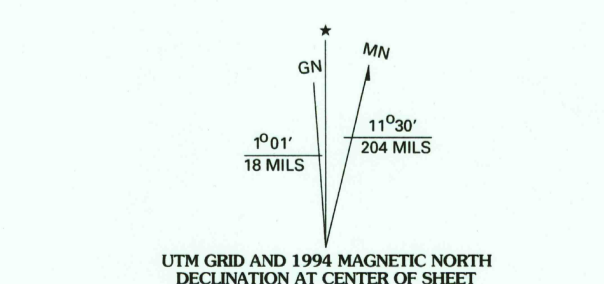 ★
MN
GN
1°01′
18 MILS
11°30′
204 MILS
UTM GRID AND 1994 MAGNETIC NORTH
DECLINATION AT CENTER OF SHEET